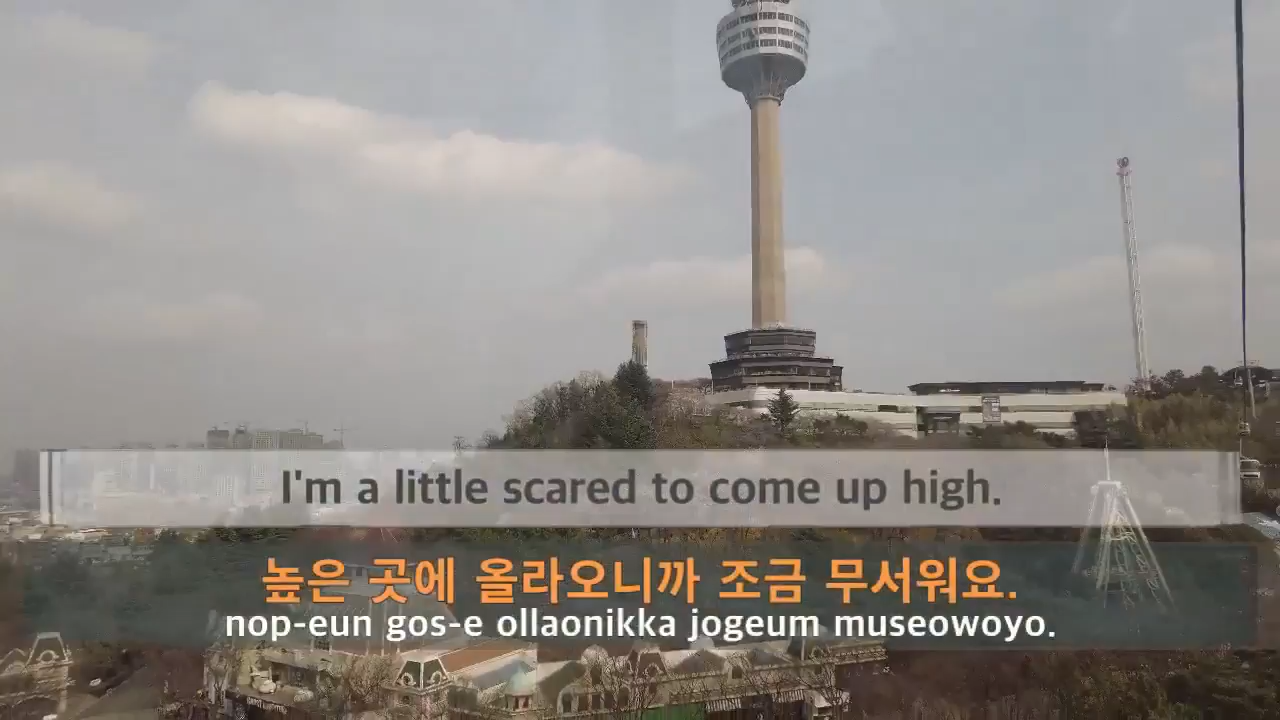 I'm a little scared to come up high.
높은 곳에 올라오니까 조금 무서워요.
nop-eun gos-e ollaonikka jogeum museowoyo.